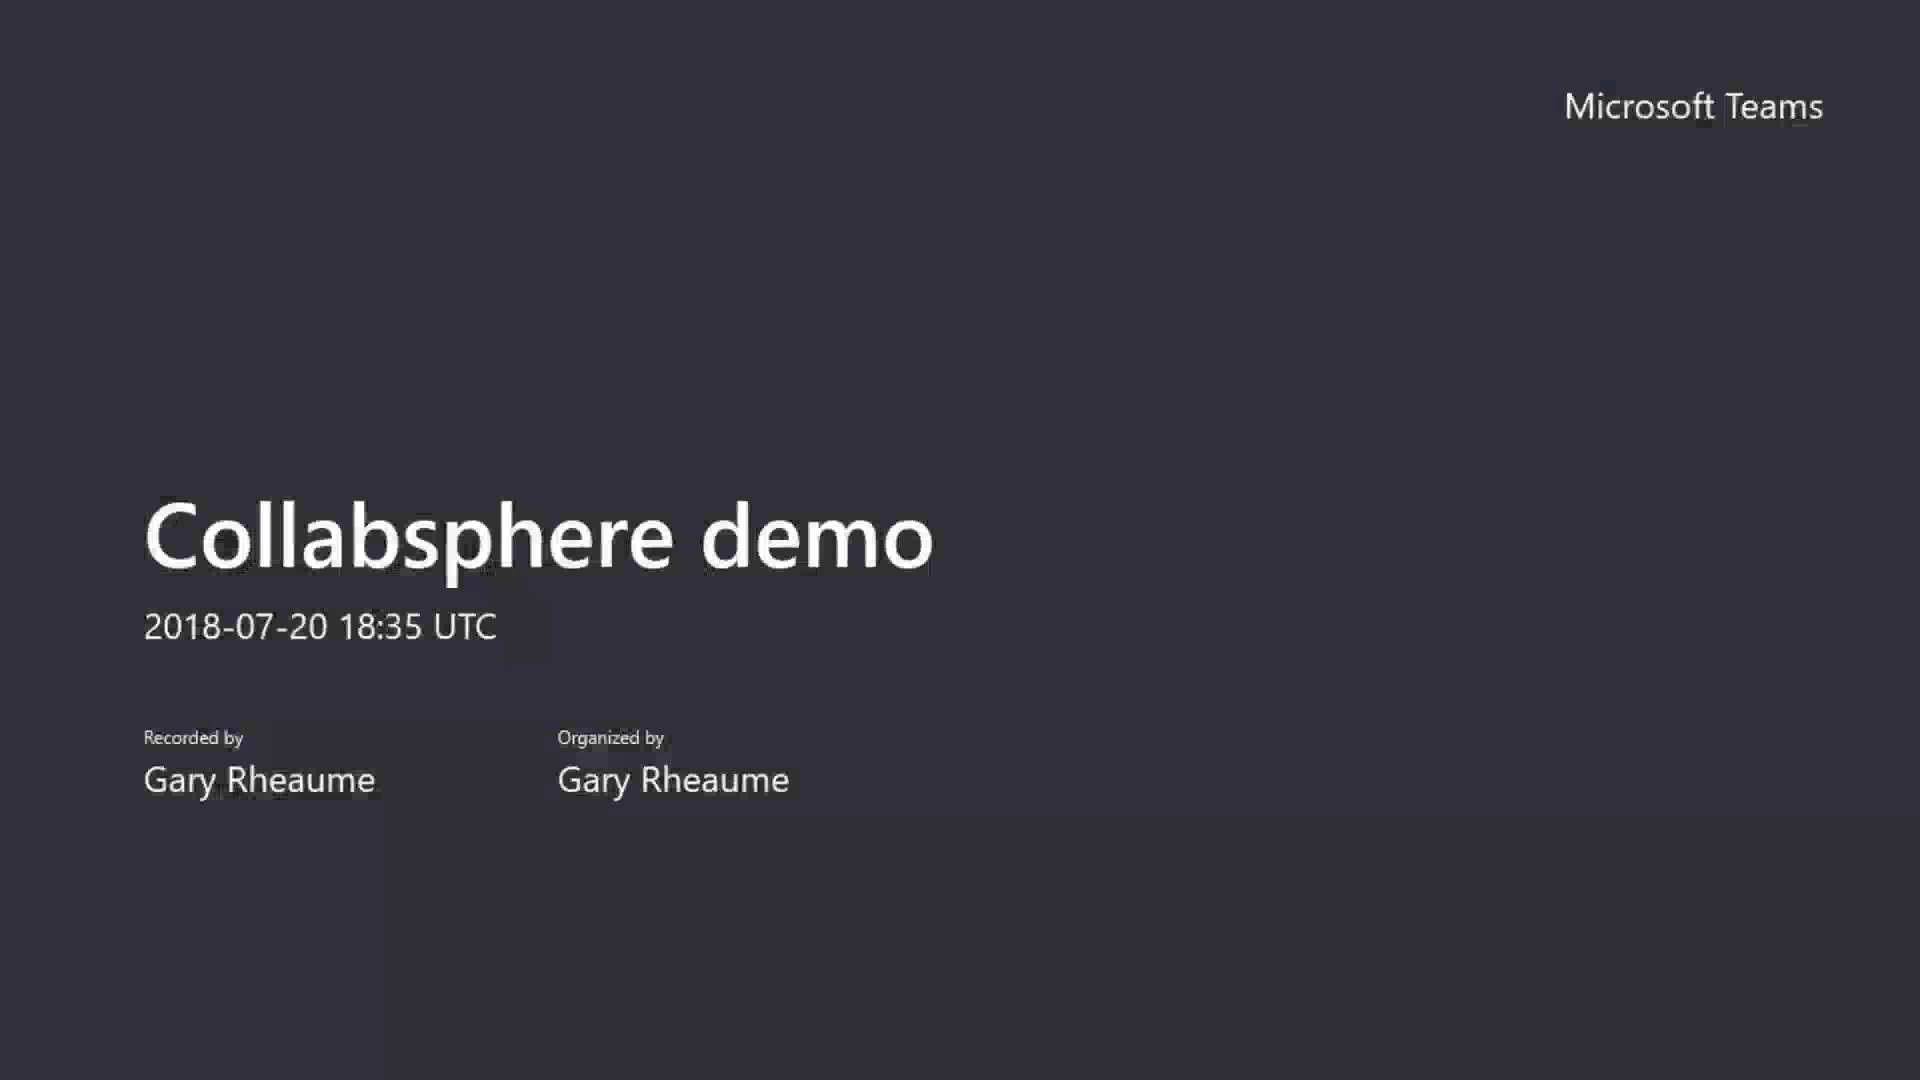 Microsoft Teams
Collabsphere demo
2018-07-20 18:35 UTC
Recorded by
Gary Rheaume
Organized by
Gary Rheaume